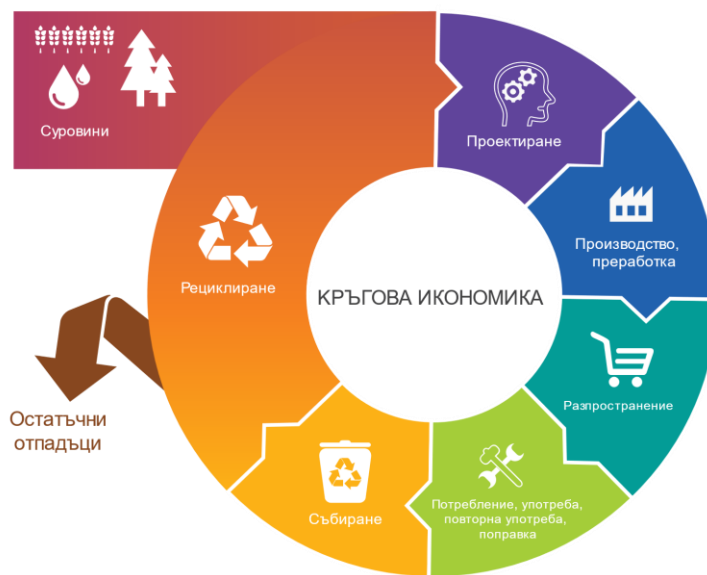 Суровини
Проектиране
Производство,
преработка
Рециклиране
КРЪГОВА ИКОНОМИКА
Разпространение
Остатъчни
отпадъци
Събиране
Потребление, употреба,
повторна употреба,
поправка